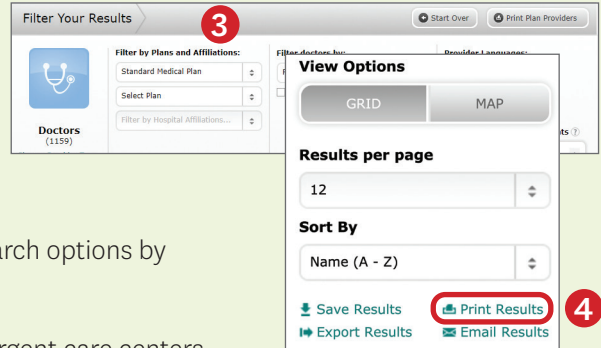 Filter Your Results
3
Start Over
Print Plan Providers
Filter by Plans and Affiliations:
Filter doctors by:
Provider Languages:
Standard Medical Plan
Select Plan
Filter by Hospital Affiliations...
Doctors
(1159)
View Options
GRID
MAP
Results per page
12
Sort By
Name (A - Z)
Save Results
Print Results
4
Export Results
Email Results
options by
care centers